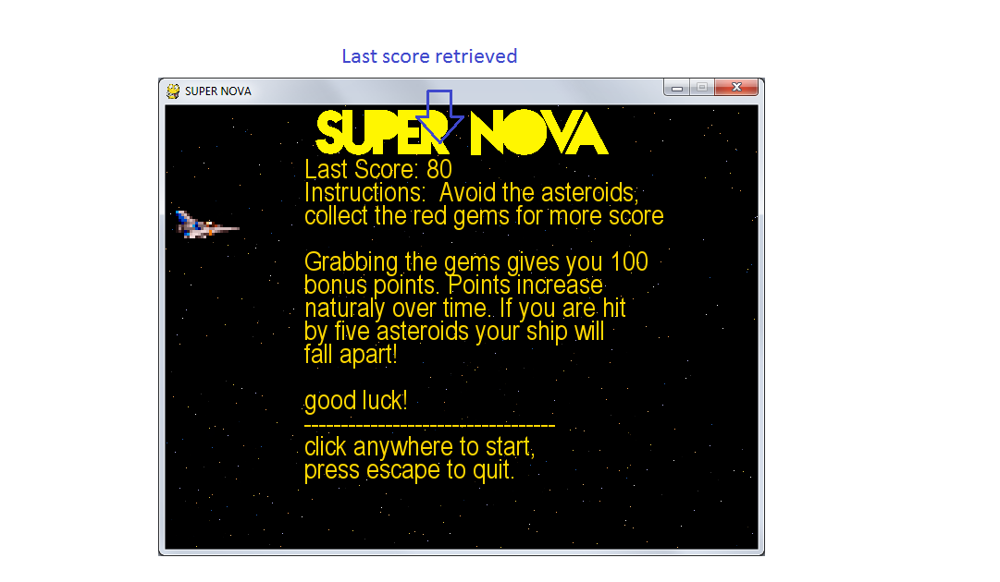 Last score retrieved
SUPER NOVA
SUPER NOVA
Last Score: 80
Instructions:  Avoid the asteroids,
collect the red gems for more score
Grabbing the gems gives you 100
bonus points. Points increase
naturaly over time. If you are hit
by five asteroids your ship will
fall apart!
good luck!
----------------------------------
click anywhere to start,
press escape to quit.